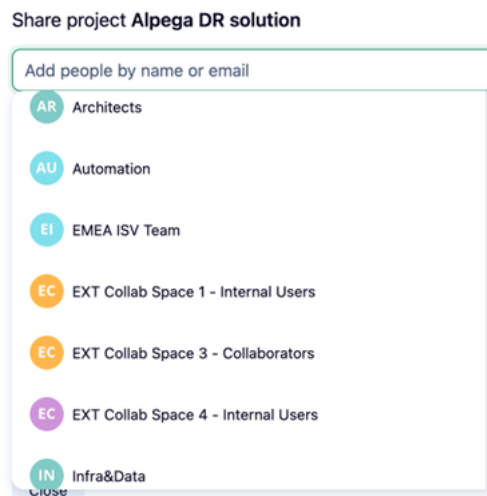 Share project Alpega DR solution
Add people by name or email
AR Architects
AU Automation
EI EMEA ISV Team
EC EXT Collab Space 1 - Internal Users
EC EXT Collab Space 3 - Collaborators
EC EXT Collab Space 4 - Internal Users
IN Infra&Data
Close